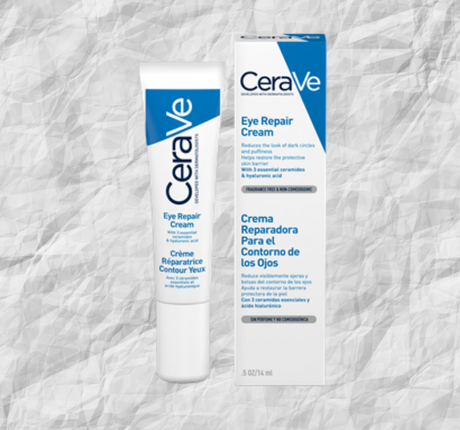 CeraVe
DEVELOPED WITH DERMATOLOGISTS
Eye Repair
Cream
With 3 essential
ceramides
& hyaluronic acid
Crème
Réparatrice
Contour Yeux
Avec 3 céramides
essentiels et
acide hyaluronique
CeraVe
DEVELOPED WITH DERMATOLOGISTS
Eye Repair
Cream
Reduces the look of dark circles
and puffiness
Helps restore the protective
skin barrier
With 3 essential ceramides
& hyaluronic acid
FRAGRANCE FREE & NON-COMEDOGENIC
Crema
Reparadora
Para el
Contorno de
los Ojos
Reduce visiblemente ojeras y
bolsas del contorno de los ojos
Ayuda a restaurar la barrera
protectora de la piel
Con 3 ceramidas esenciales y
ácido hialurónico
SIN PERFUME Y NO COMEDOGÉNICA
.5 OZ/14 ml